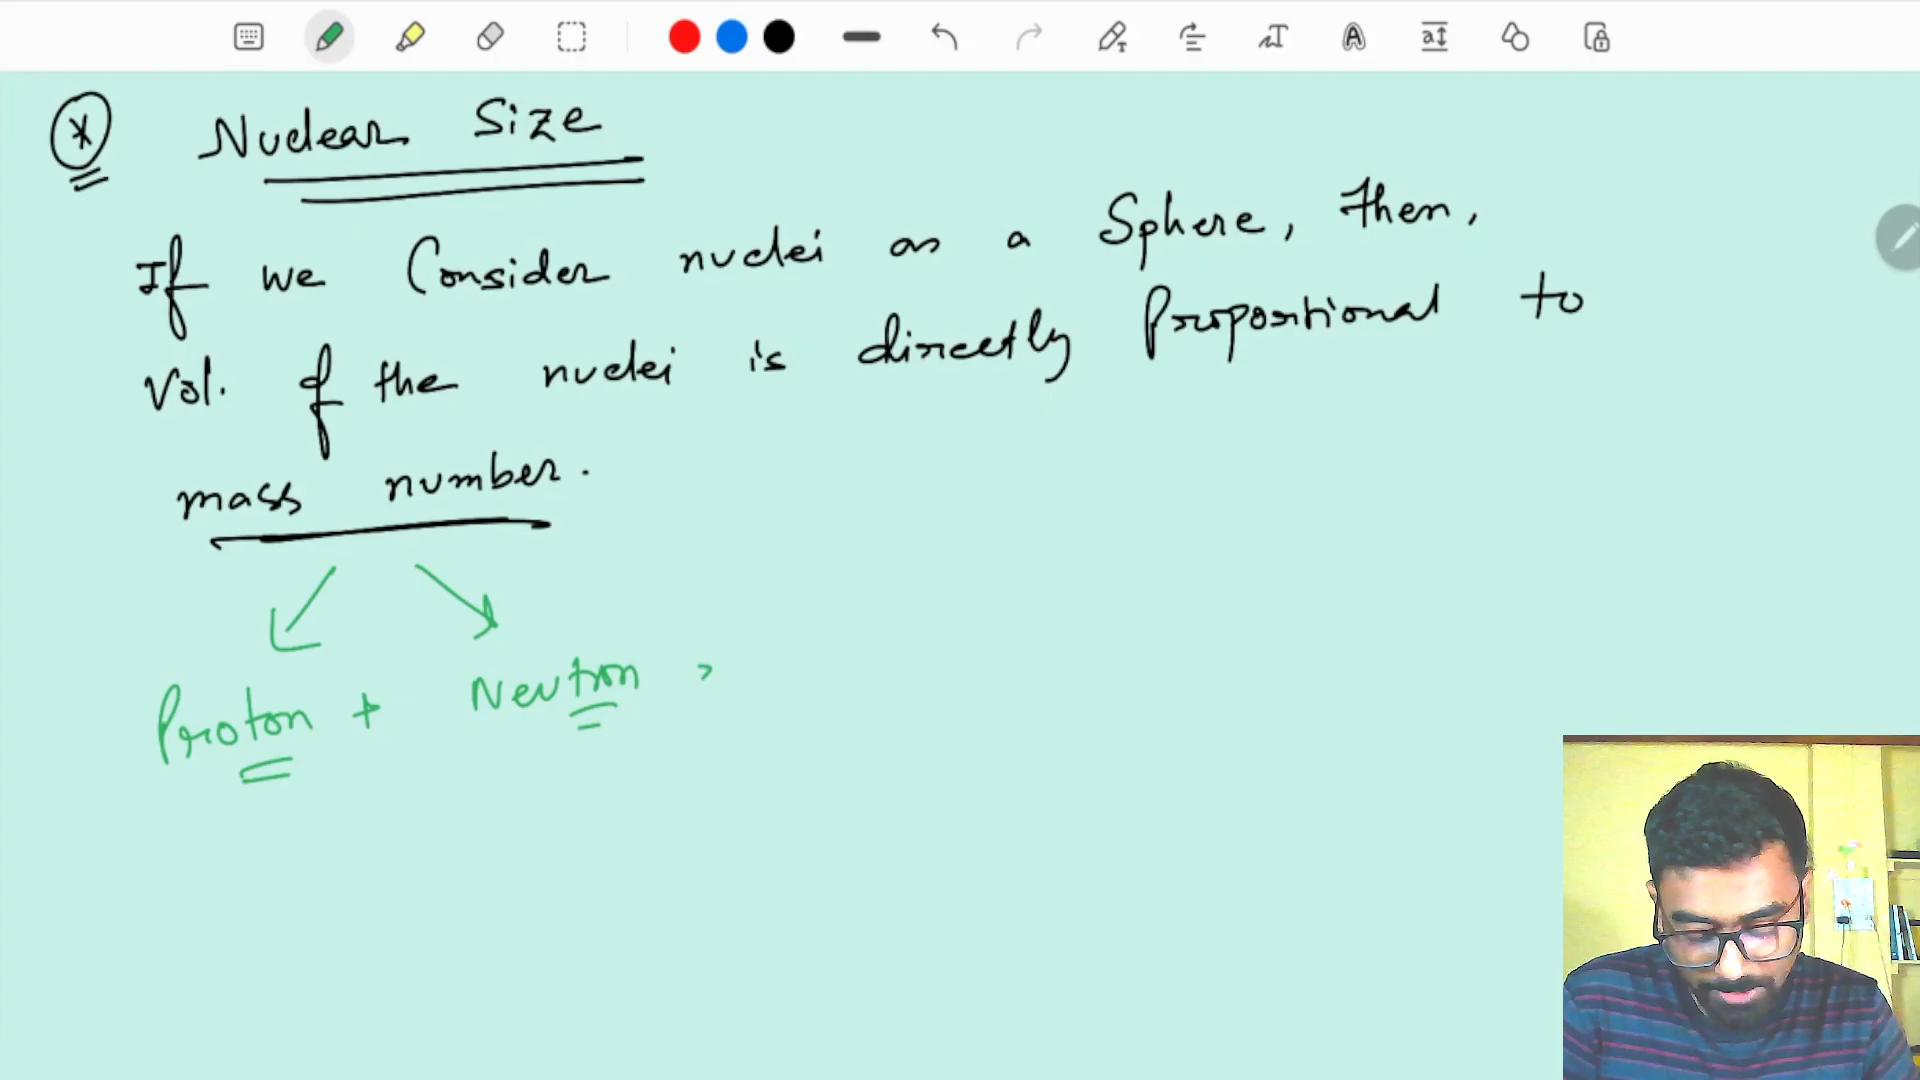 Nuclear Size
If we Consider nuclei as a Sphere, then,
Vol. of the nuclei is directly Proportional to
mass number.
Proton + Neutron